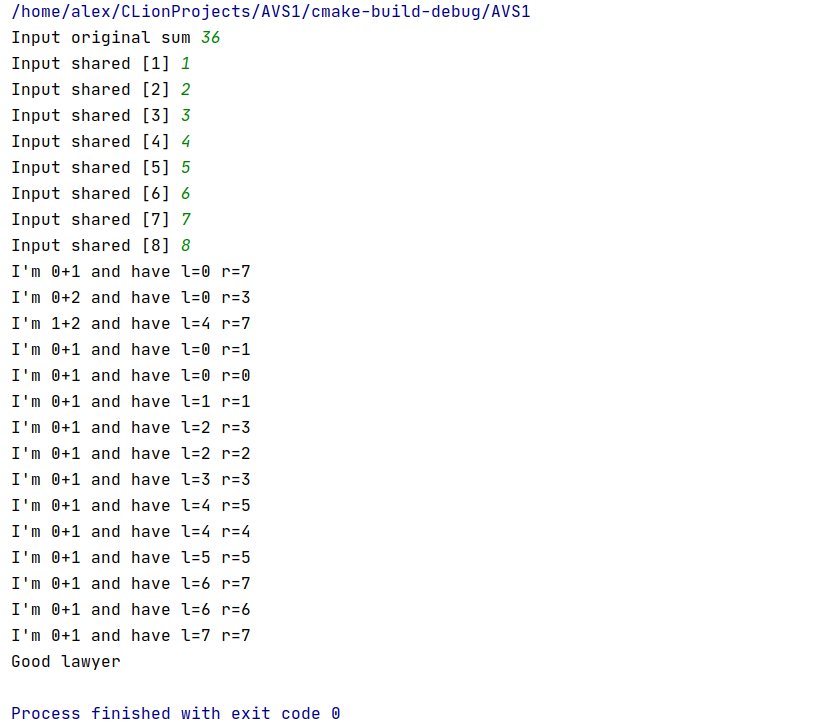 /home/alex/CLionProjects/AVS1/cmake-build-debug/AVS1
Input original sum 36
Input shared [1] 1
Input shared [2] 2
Input shared [3] 3
Input shared [4] 4
Input shared [5] 5
Input shared [6] 6
Input shared [7] 7
Input shared [8] 8
I'm 0+1 and have l=0 r=7
I'm 0+2 and have l=0 r=3
I'm 1+2 and have l=4 r=7
I'm 0+1 and have l=0 r=1
I'm 0+1 and have l=0 r=0
I'm 0+1 and have l=1 r=1
I'm 0+1 and have l=2 r=3
I'm 0+1 and have l=2 r=2
I'm 0+1 and have l=3 r=3
I'm 0+1 and have l=4 r=5
I'm 0+1 and have l=4 r=4
I'm 0+1 and have l=5 r=5
I'm 0+1 and have l=6 r=7
I'm 0+1 and have l=6 r=6
I'm 0+1 and have l=7 r=7
Good lawyer
Process finished with exit code 0